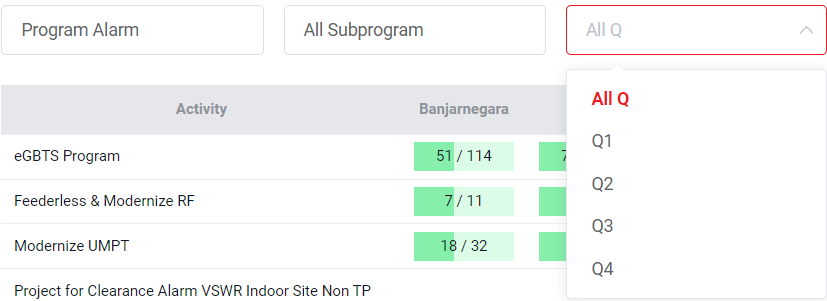 Program Alarm All Subprogram All Q
All Q
Activity Banjarnegara
Q1
eGBTS Program 51 / 114 7
Q2
Feederless & Modernize RF 7 / 11
Q3
Modernize UMPT 18 / 32
Q4
Project for Clearance Alarm VSWR Indoor Site Non TP